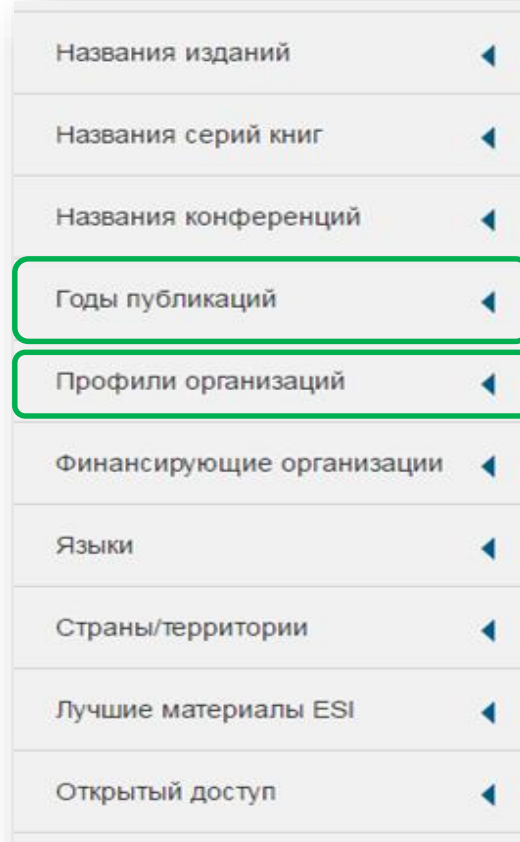 Названия изданий
Названия серий книг
Названия конференций
Годы публикаций
Профили организаций
Финансирующие организации
Языки
Страны/территории
Лучшие материалы ESI
Открытый доступ